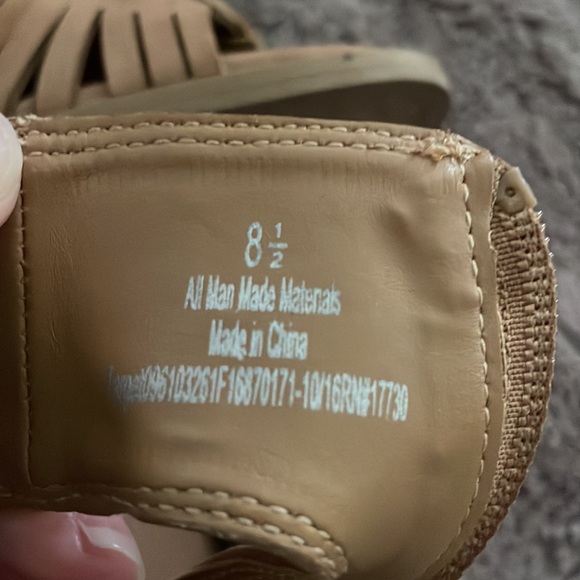 8 1/2
All Man Made Materials
Made in China
096103261F16870171-10/16RN#17730